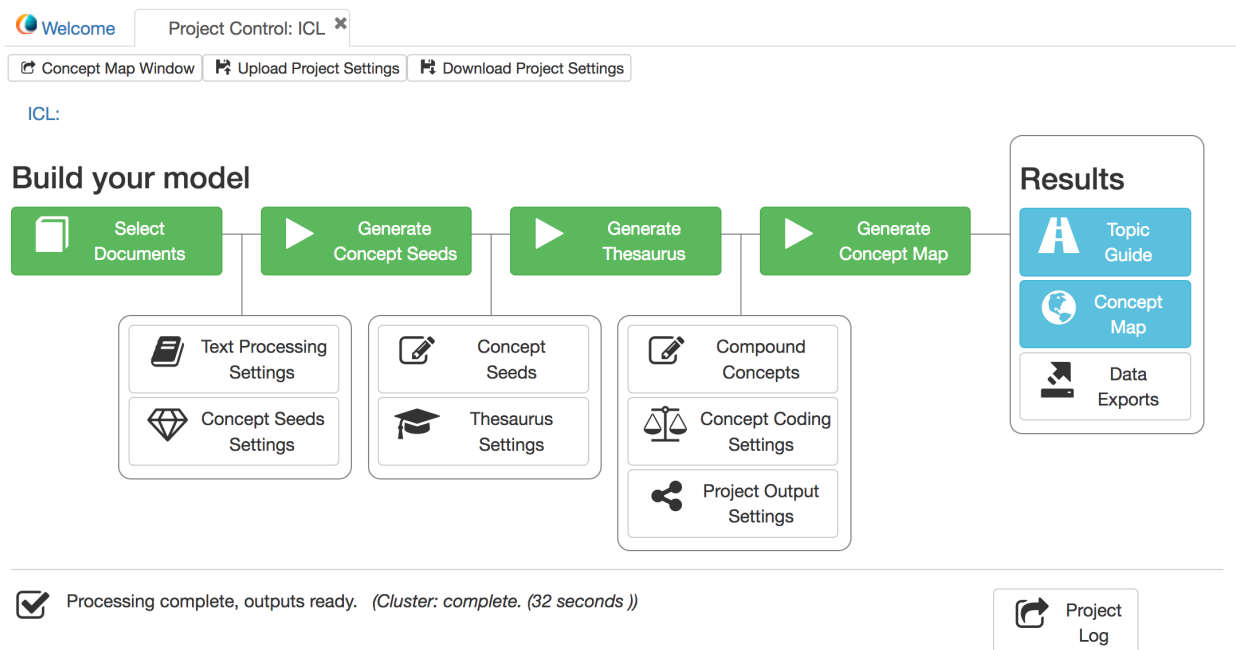 Welcome
Project Control: ICL
Concept Map Window
Upload Project Settings
Download Project Settings
ICL:
Build your model
Select
Documents
Generate
Concept Seeds
Generate
Thesaurus
Generate
Concept Map
Results
Topic
Guide
Concept
Map
Data
Exports
Text Processing
Settings
Concept Seeds
Settings
Concept
Seeds
Thesaurus
Settings
Compound
Concepts
Concept Coding
Settings
Project Output
Settings
Processing complete, outputs ready. (Cluster: complete. (32 seconds ))
Project
Log